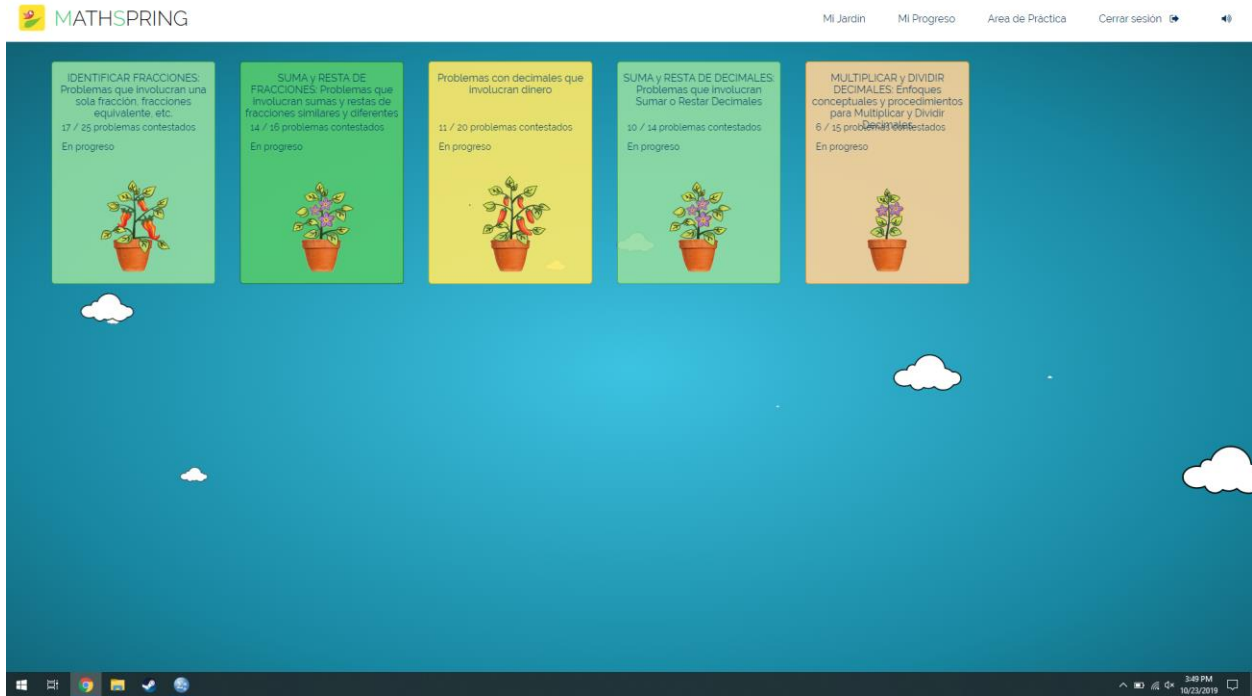 MATHSPRING
Mi Jardin
Mi Progreso
Area de Práctica
Cerrar sesión
IDENTIFICAR FRACCIONES:
Problemas que involucran una
sola fracción, fracciones
equivalente, etc.
17 / 25 problemas contestados
En progreso
SUMA y RESTA DE
FRACCIONES: Problemas que
involucran sumas y restas de
fracciones similares y diferentes
14 / 16 problemas contestados
En progreso
Problemas con decimales que
involucran dinero
11 / 20 problemas contestados
En progreso
SUMA y RESTA DE DECIMALES:
Problemas que involucran
Sumar o Restar Decimales
10 / 14 problemas contestados
En progreso
MULTIPLICAR y DIVIDIR
DECIMALES: Enfoques
conceptuales y procedimientos
para Multiplicar y Dividir
Decimales
6 / 15 problemas contestados
En progreso
3:49 PM
10/23/2019